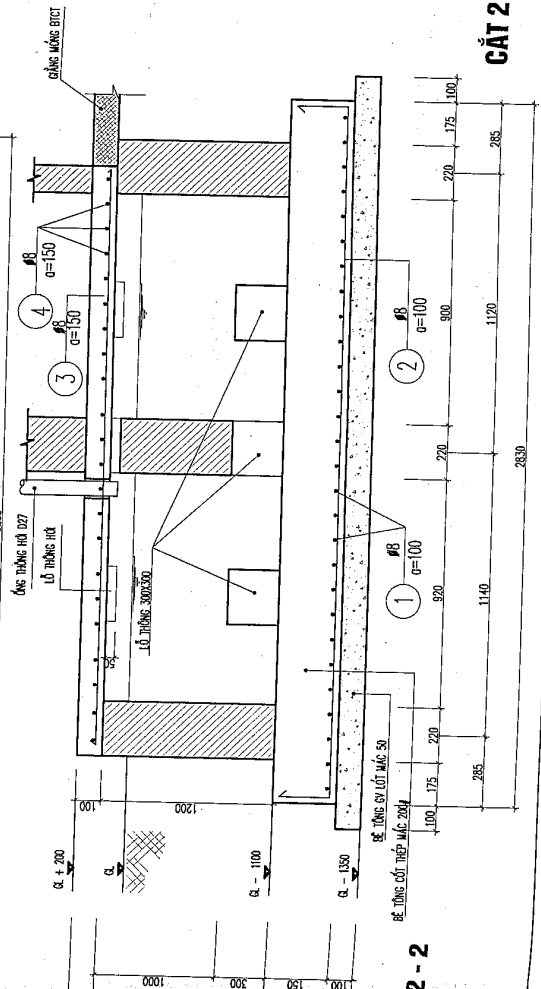 GIẰNG MÓNG BTCT
ỐNG THÔNG HƠI D27
LỖ THÔNG HƠI
Ø8
a=150
4
Ø8
a=150
3
50
LỖ THÔNG 300X300
GL + 200
100
GL
1200
GL - 1100
GL - 1350
1000
300
150
100
Ø8
a=100
1
Ø8
a=100
2
BÊ TÔNG GV LÓT MÁC 50
BÊ TÔNG CỐT THÉP MÁC 200#
100
175
220
920
220
900
220
175
100
285
1140
1120
285
2830
2 - 2
CẮT 2